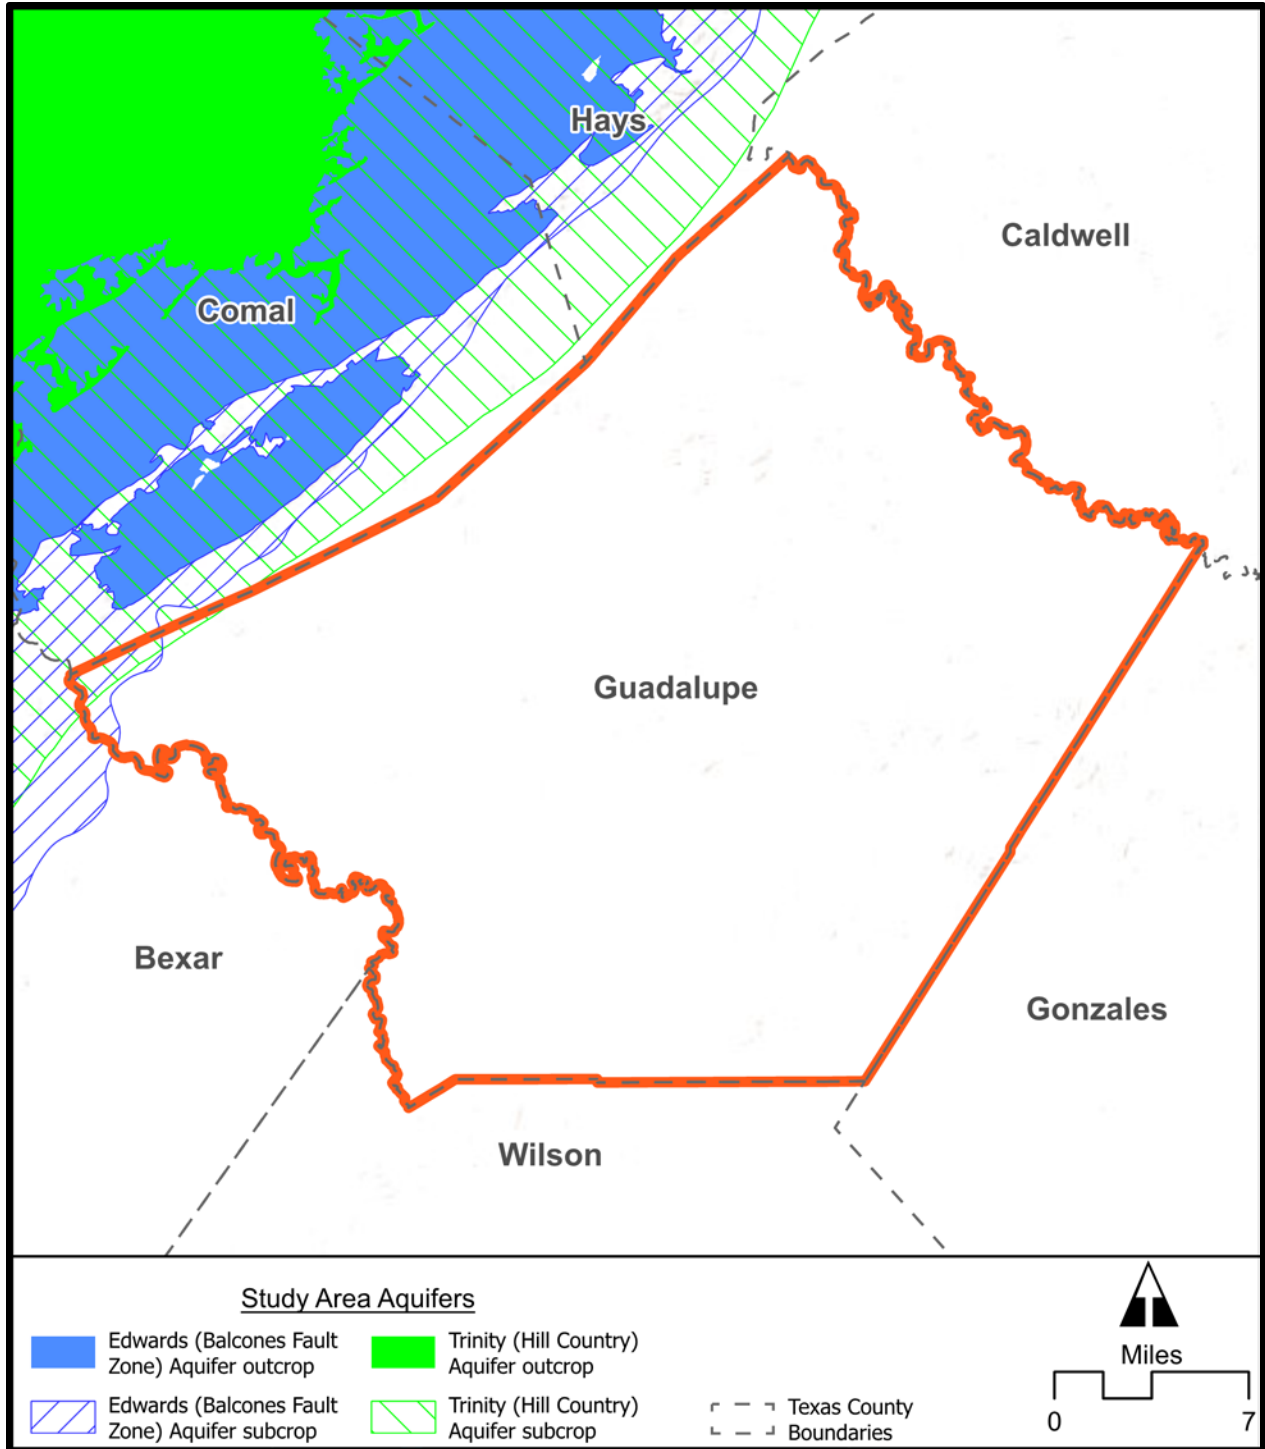 Hays
Caldwell
Comal
Guadalupe
Bexar
Gonzales
Wilson
Study Area Aquifers
Edwards (Balcones Fault
Zone) Aquifer outcrop
Trinity (Hill Country)
Aquifer outcrop
Edwards (Balcones Fault
Zone) Aquifer subcrop
Trinity (Hill Country)
Aquifer subcrop
Texas County
Boundaries
Miles
0 7